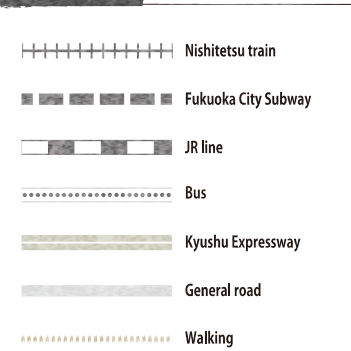 Nishitetsu train
Fukuoka City Subway
JR line
Bus
Kyushu Expressway
General road
Walking